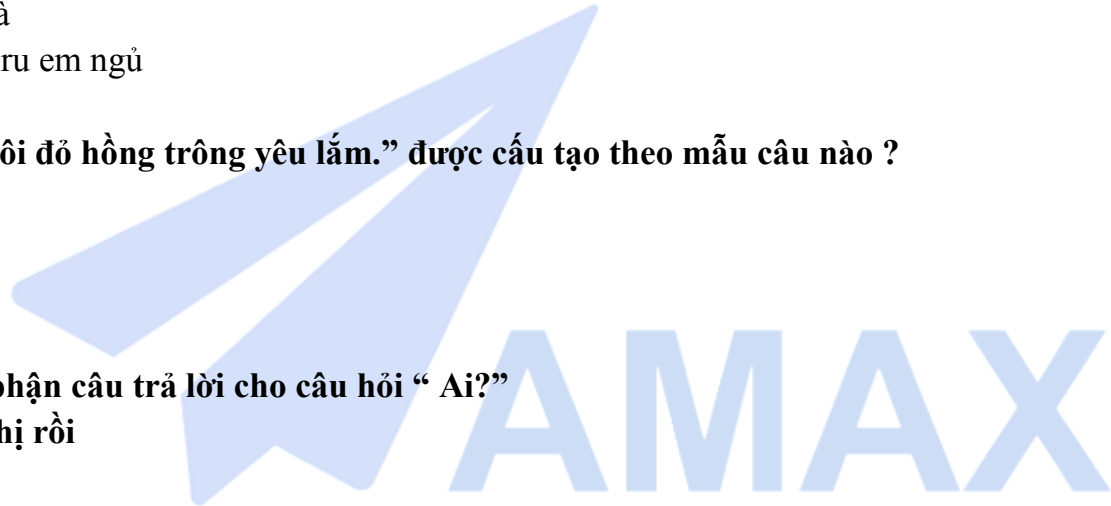 à
ru em ngủ
ôi đỏ hồng trông yêu lắm.” được cấu tạo theo mẫu câu nào ?
phận câu trả lời cho câu hỏi “ Ai?”
hị rồi
AMAX